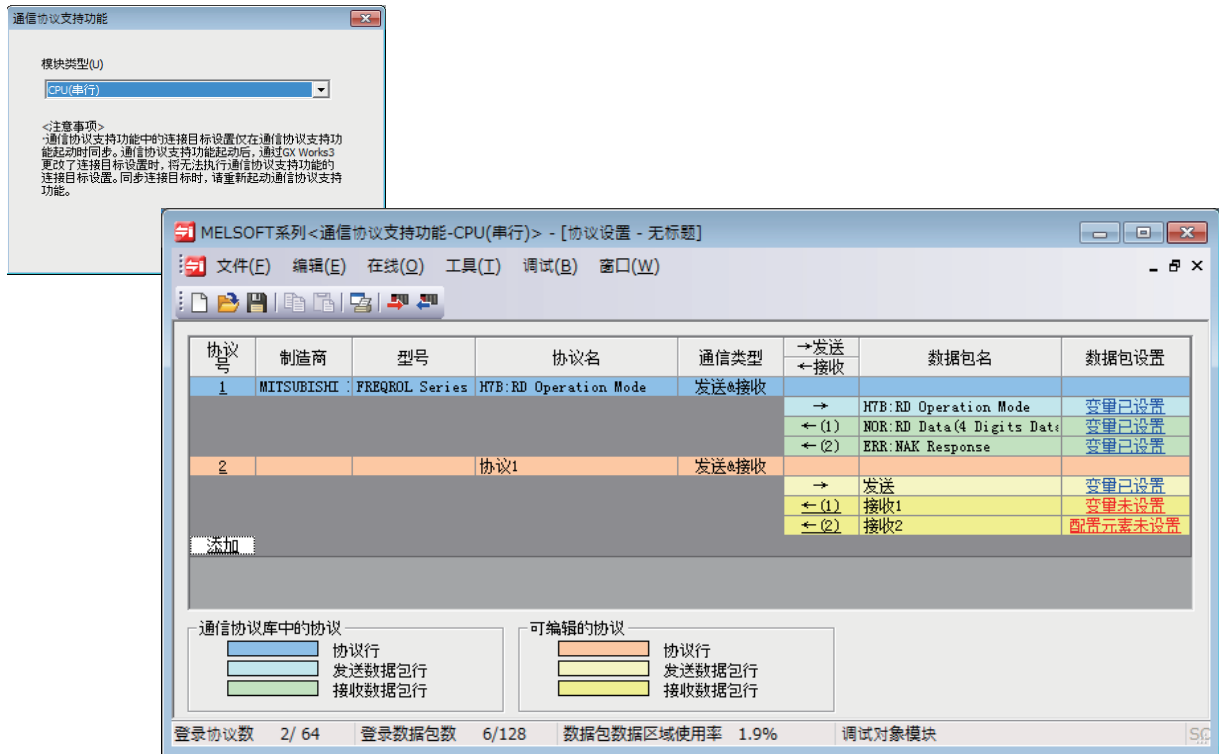 通信协议支持功能
模块类型(U)
CPU(串行)
<注意事项>
·通信协议支持功能中的连接目标设置仅在通信协议支持功
能起动时同步。通信协议支持功能起动后，通过GX Works3
更改了连接目标设置时，将无法执行通信协议支持功能的
连接目标设置。同步连接目标时，请重新起动通信协议支持
功能。
MELSOFT系列<通信协议支持功能-CPU(串行)> - [协议设置 - 无标题]
文件(F) 编辑(E) 在线(O) 工具(T) 调试(B) 窗口(W)
协议号 制造商 型号 协议名 通信类型 →发送 ←接收 数据包名 数据包设置
1 MITSUBISHI FREQROL Series H7B:RD Operation Mode 发送&接收
→ H7B:RD Operation Mode 变量已设置
←(1) NOR:RD Data(4 Digits Data 变量已设置
←(2) ERR:NAK Response 变量已设置
2 协议1 发送&接收
→ 发送 变量已设置
←(1) 接收1 变量未设置
←(2) 接收2 配置元素未设置
添加
通信协议库中的协议 可编辑的协议
协议行 协议行
发送数据包行 发送数据包行
接收数据包行 接收数据包行
登录协议数 2/ 64 登录数据包数 6/128 数据包数据区域使用率 1.9% 调试对象模块